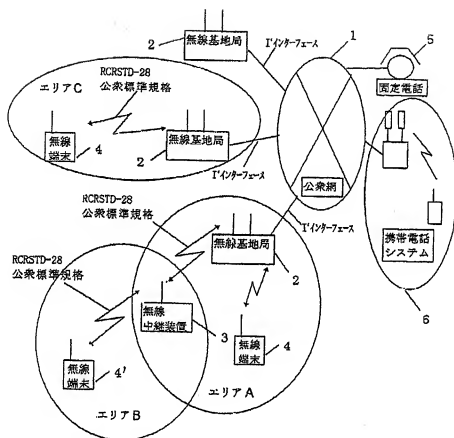 無線基地局
2
I'インターフェース
1
5
固定電話
RCRSTD-28
公衆標準規格
エリアC
無線
端末
4
無線基地局
2
I'インターフェース
公衆網
I'インターフェース
携帯電話
システム
6
RCRSTD-28
公衆標準規格
無線基地局
2
RCRSTD-28
公衆標準規格
無線
中継装置
3
無線
端末
4
無線
端末
4'
エリアA
エリアB